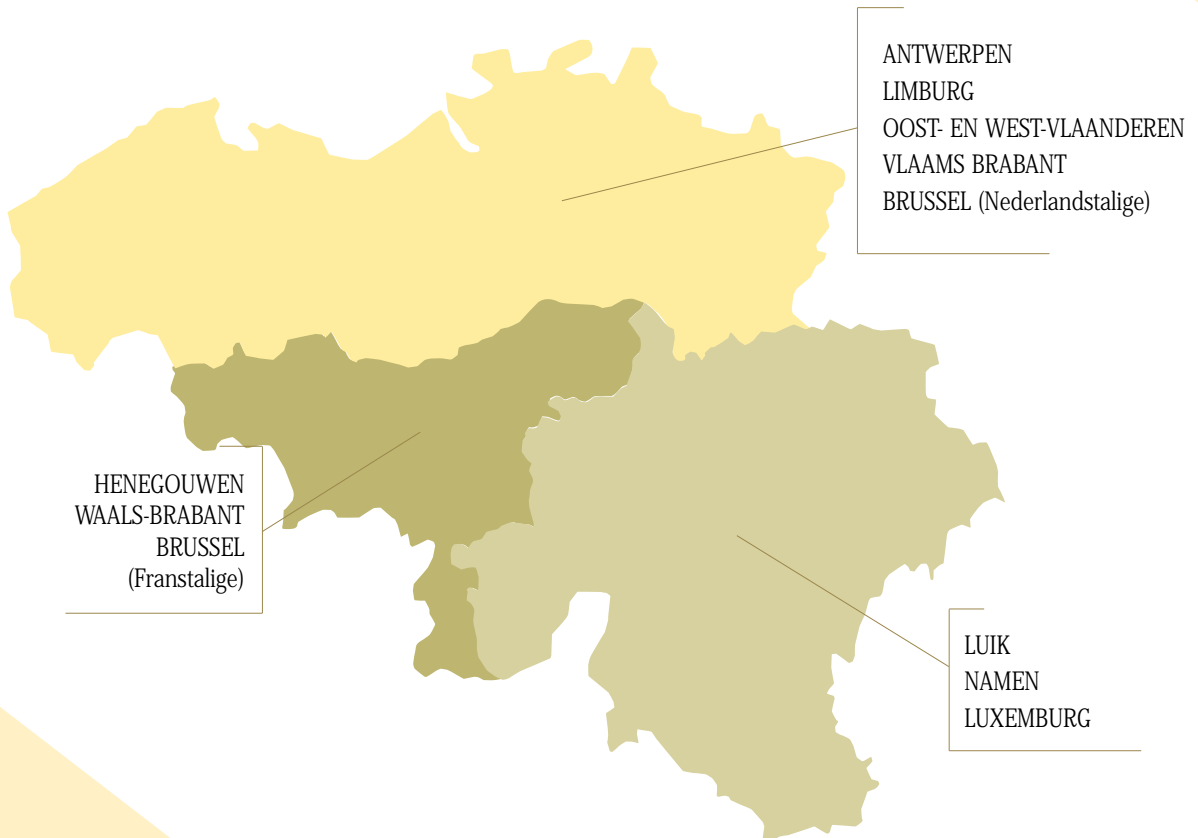 ANTWERPEN
LIMBURG
OOST- EN WEST-VLAANDEREN
VLAAMS BRABANT
BRUSSEL (Nederlandstalige)
HENEGOUWEN
WAALS-BRABANT
BRUSSEL
(Franstalige)
LUIK
NAMEN
LUXEMBURG